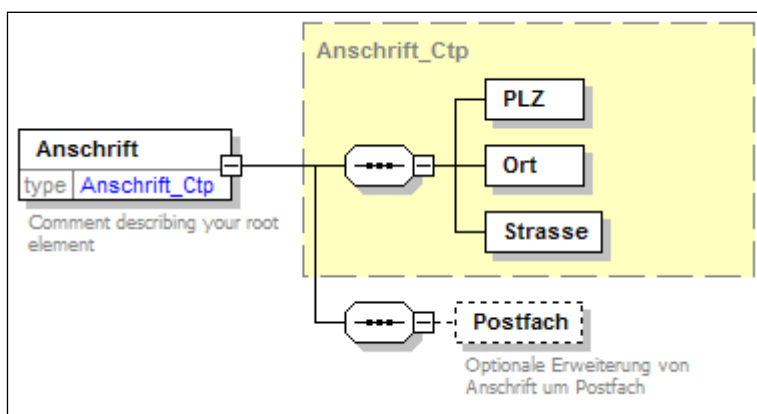 Anschrift_Ctp
PLZ
Anschrift
type Anschrift_Ctp
Ort
Comment describing your root
element
Strasse
Postfach
Optionale Erweiterung von
Anschrift um Postfach